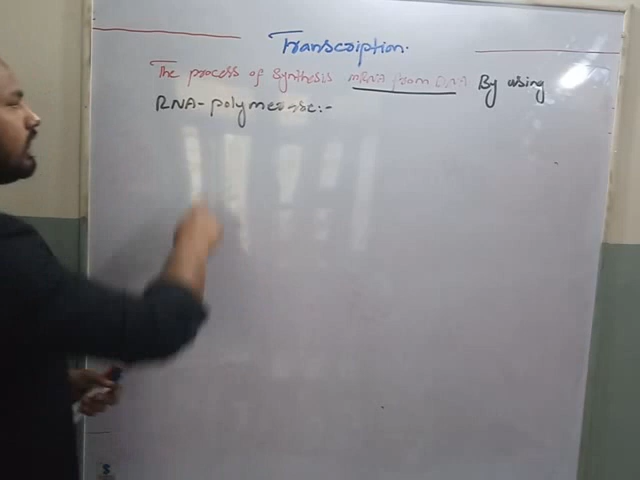 Transcription.
The process of Synthesis mRNA from DNA By using
RNA-polymerase:-